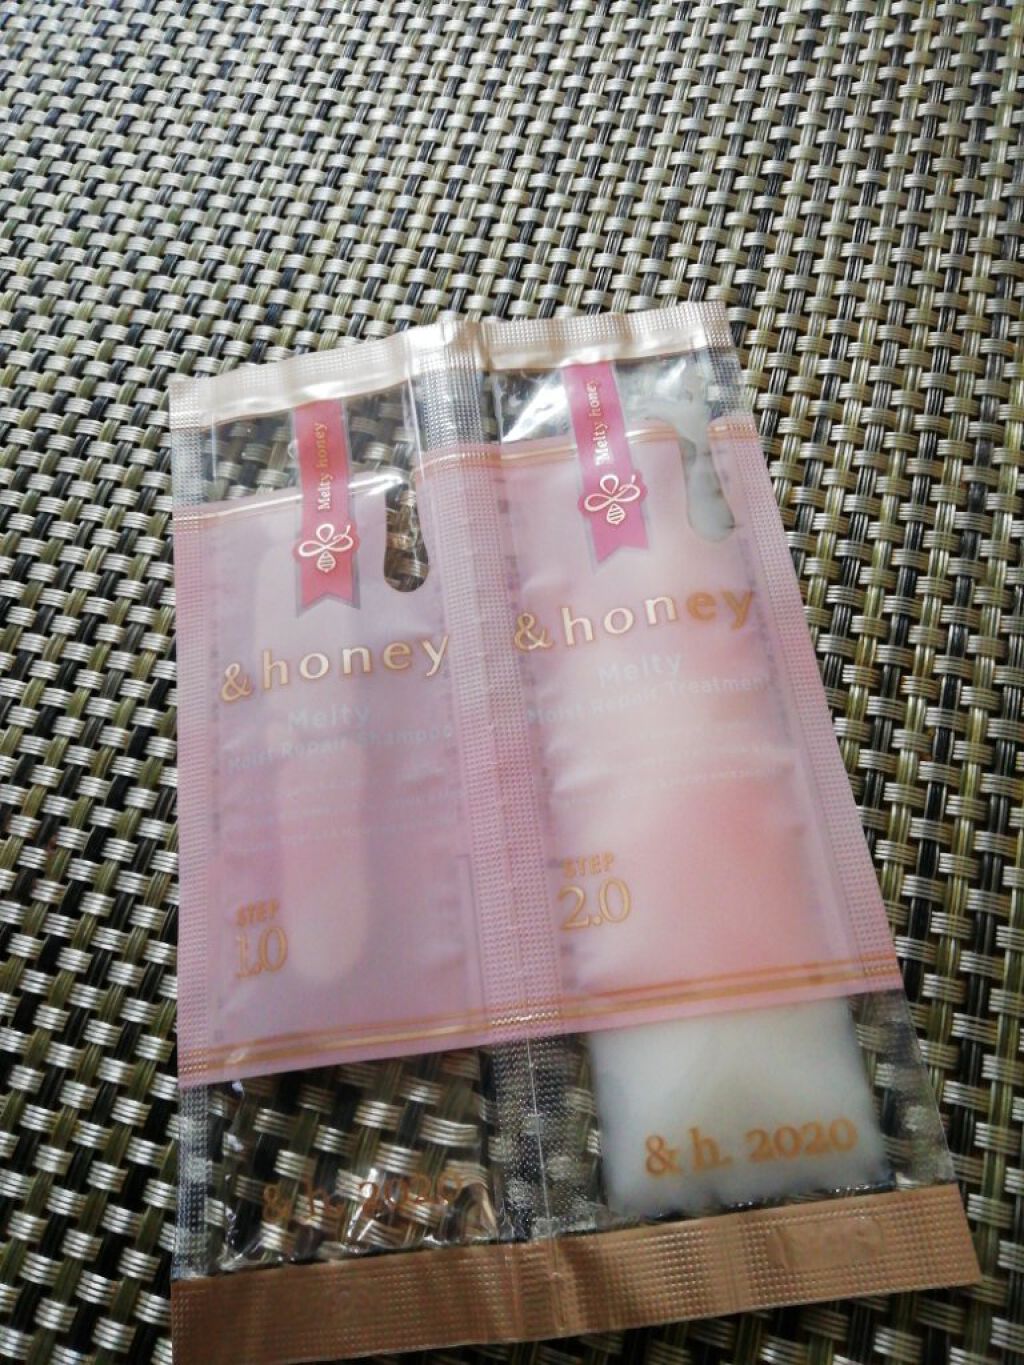 Melty honey
&honey
Melty
Moist Repair Shampoo
STEP
1.0
& h. 2020
Melty honey
&honey
Melty
Moist Repair Treatment
STEP
2.0
& h. 2020